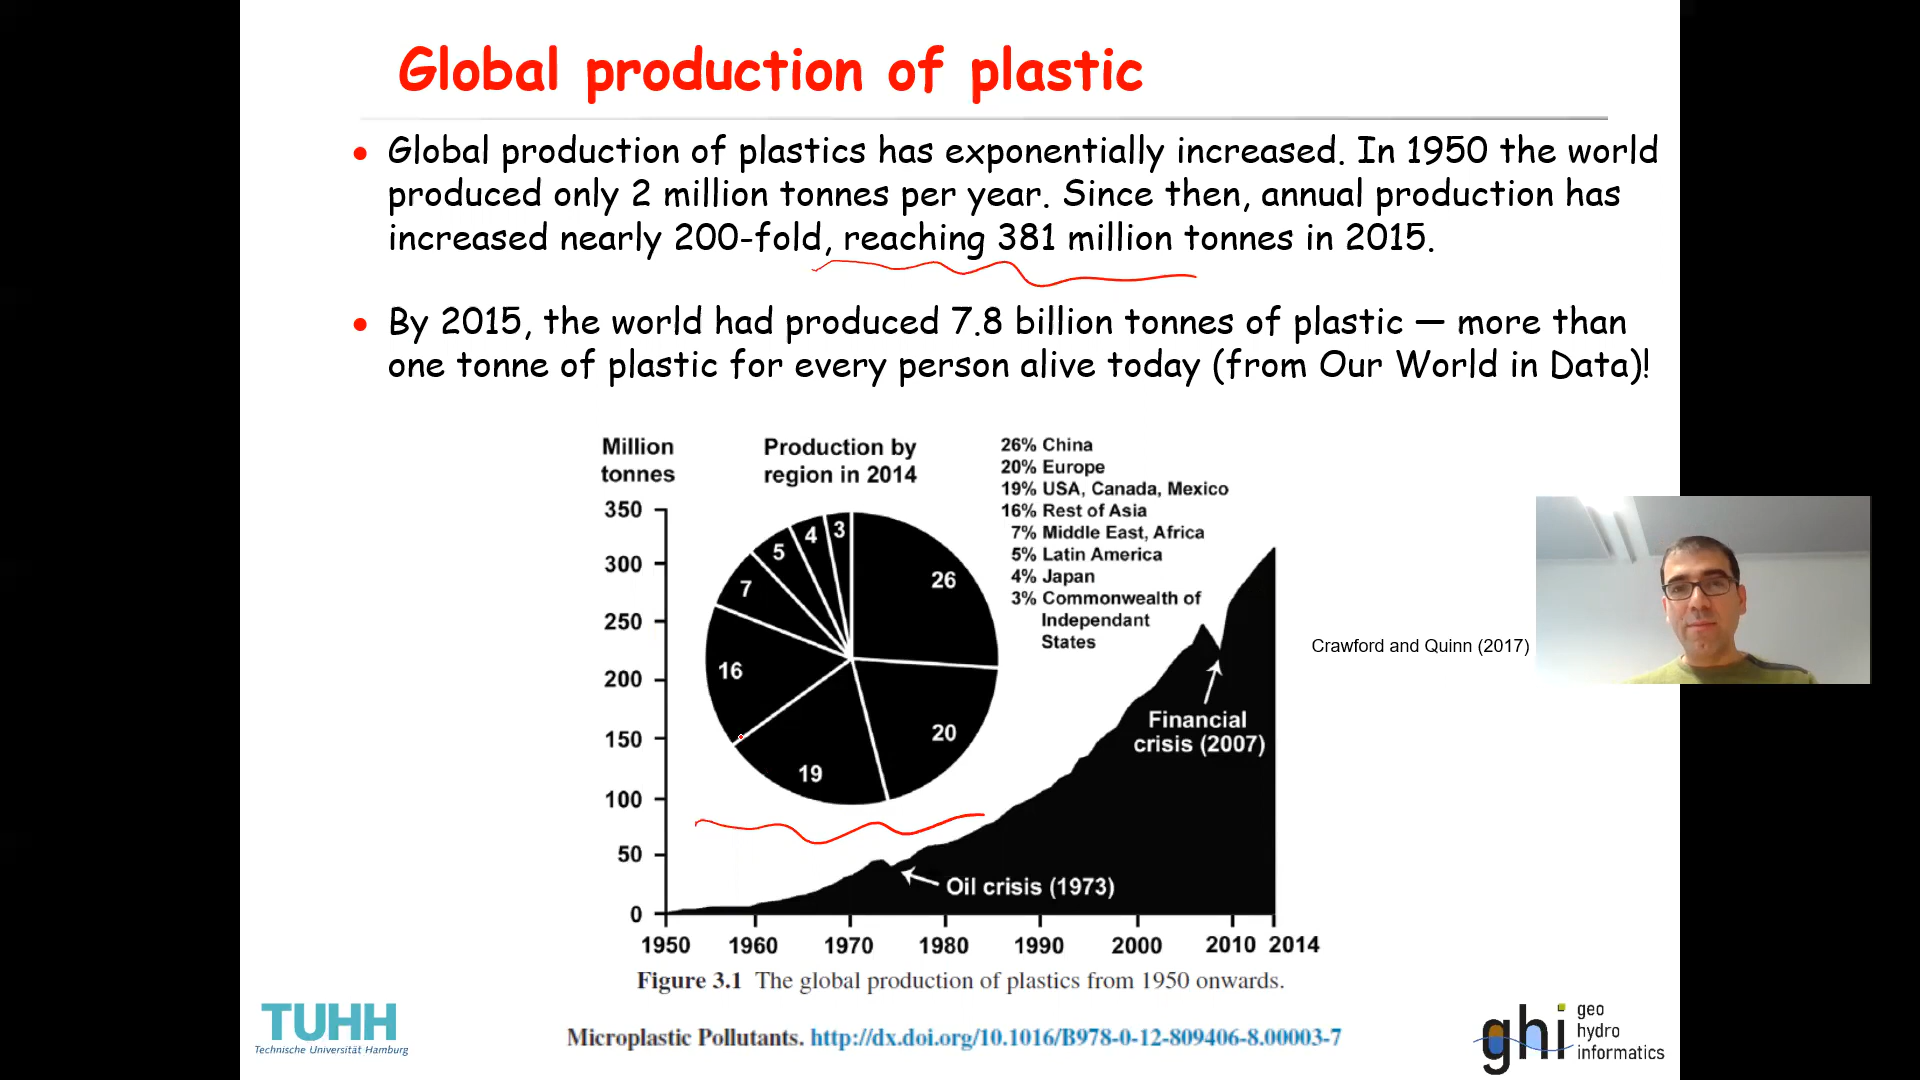 Global production of plastic
• Global production of plastics has exponentially increased. In 1950 the world
produced only 2 million tonnes per year. Since then, annual production has
increased nearly 200-fold, reaching 381 million tonnes in 2015.
• By 2015, the world had produced 7.8 billion tonnes of plastic — more than
one tonne of plastic for every person alive today (from Our World in Data)!
Million
tonnes
350
300
250
200
150
100
50
0
Production by
region in 2014
26
20
19
16
7
5
4
3
26% China
20% Europe
19% USA, Canada, Mexico
16% Rest of Asia
7% Middle East, Africa
5% Latin America
4% Japan
3% Commonwealth of
Independant
States
Crawford and Quinn (2017)
Financial
crisis (2007)
Oil crisis (1973)
1950 1960 1970 1980 1990 2000 2010 2014
Figure 3.1 The global production of plastics from 1950 onwards.
TUHH
Technische Universität Hamburg
Microplastic Pollutants. http://dx.doi.org/10.1016/B978-0-12-809406-8.00003-7
ghi
geo
hydro
informatics